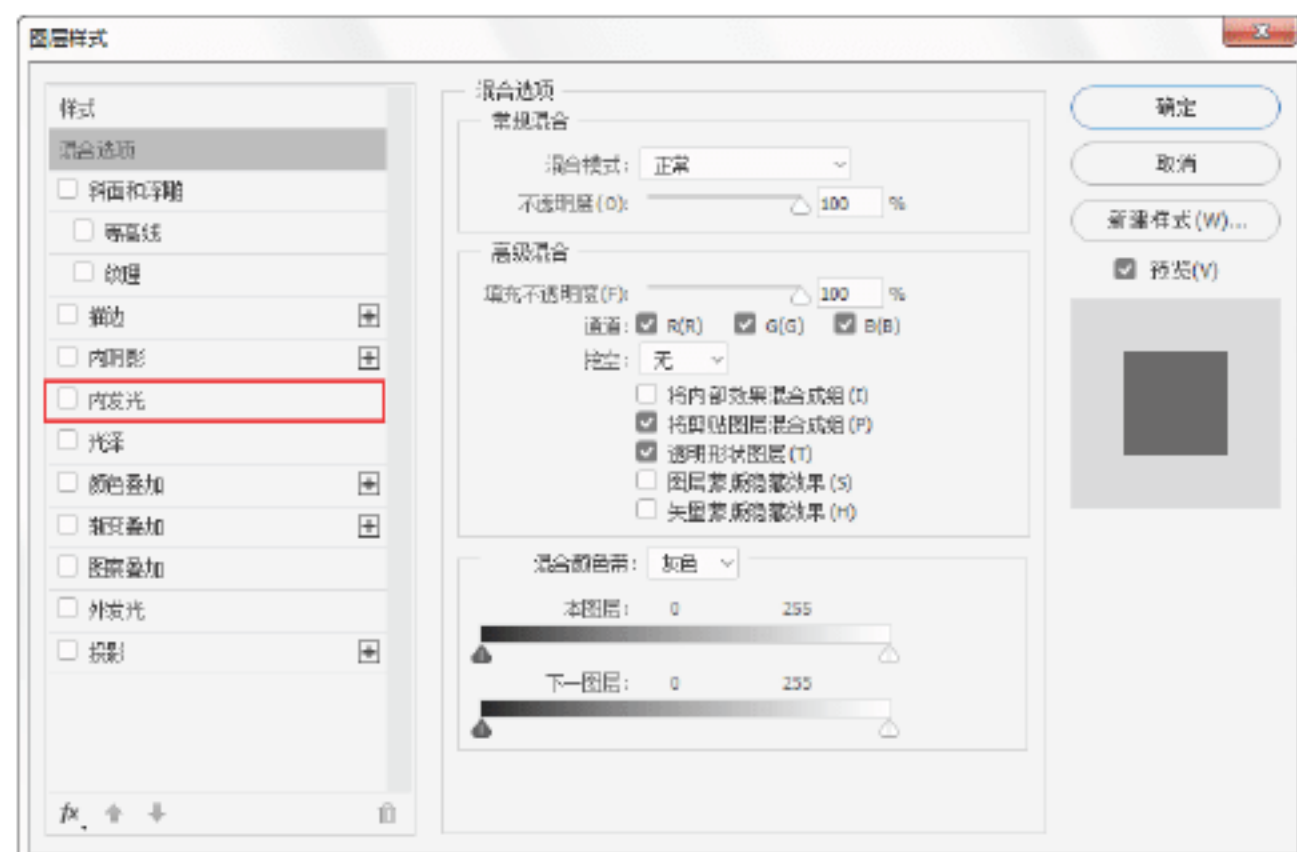 图层样式
样式
混合选项
斜面和浮雕
等高线
纹理
描边
内阴影
内发光
光泽
颜色叠加
渐变叠加
图案叠加
外发光
投影
fx
混合选项
常规混合
混合模式: 正常
不透明度(O): 100 %
高级混合
填充不透明度(F): 100 %
通道: R(R) G(G) B(B)
挖空: 无
将内部效果混合成组(I)
将剪贴图层混合成组(P)
透明形状图层(T)
图层蒙版隐藏效果(S)
矢量蒙版隐藏效果(H)
混合颜色带: 灰色
本图层: 0 255
下一图层: 0 255
确定
取消
新建样式(W)...
预览(V)